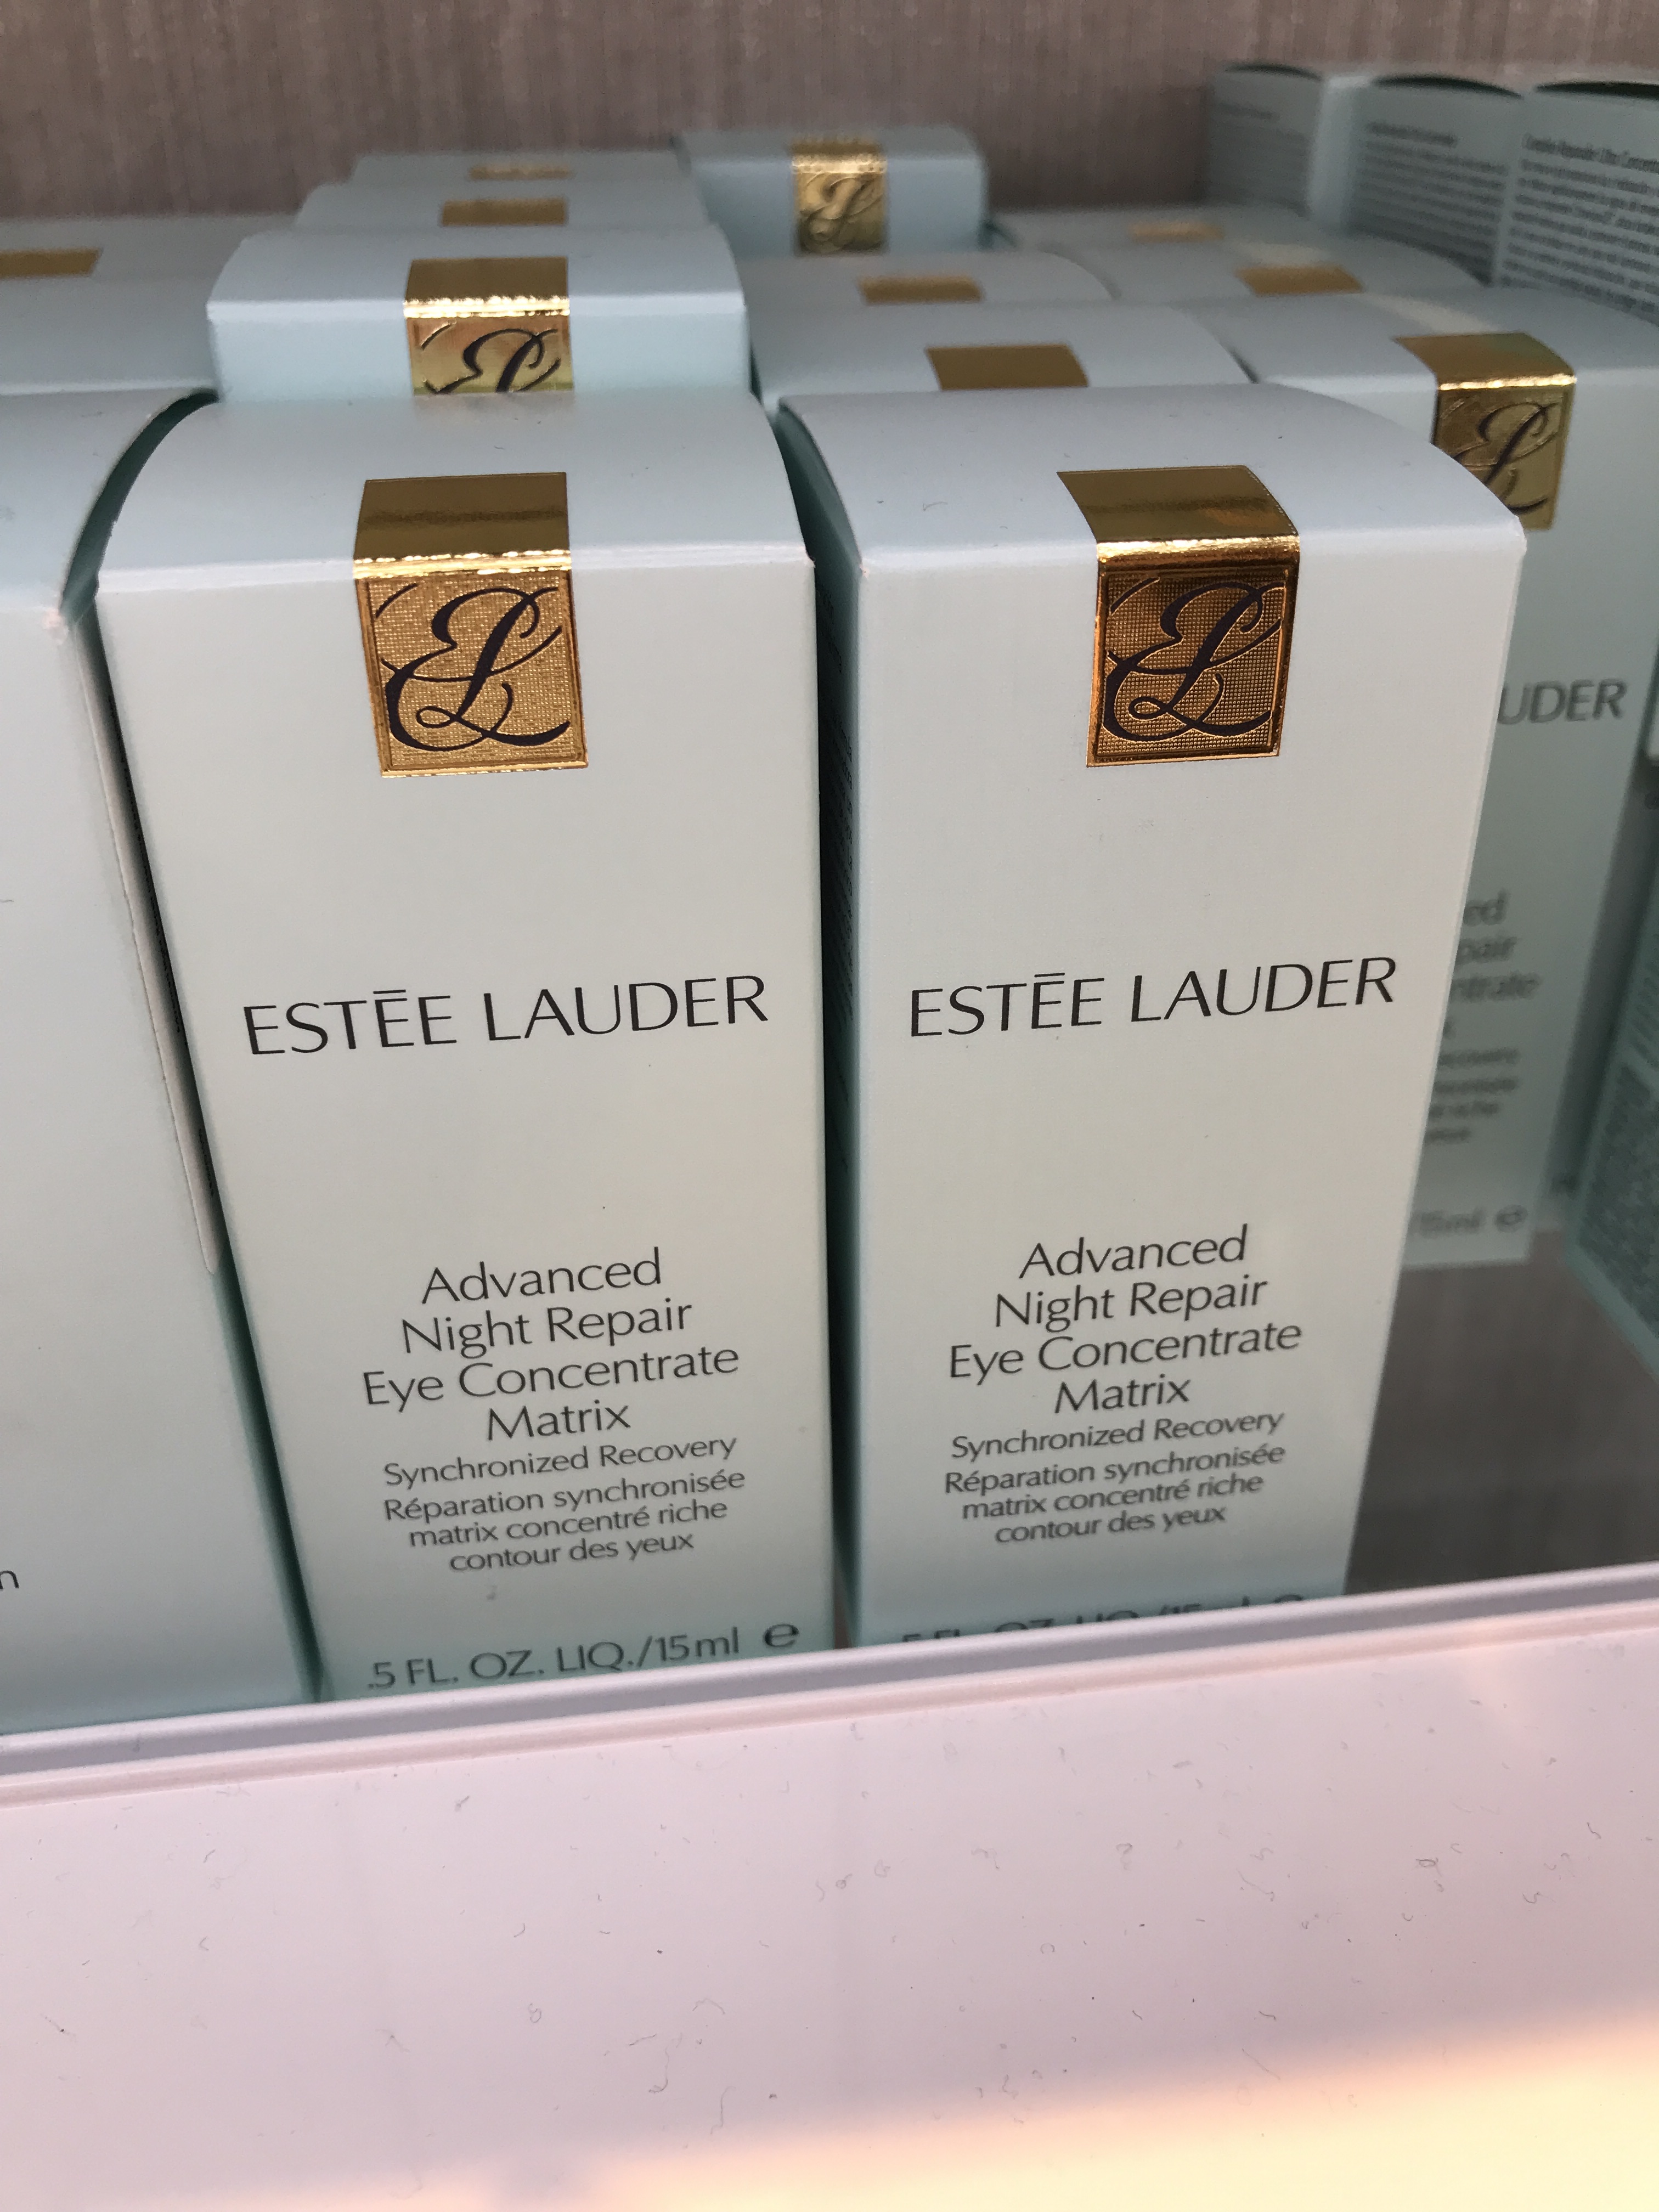 ESTĒE LAUDER
Advanced
Night Repair
Eye Concentrate
Matrix
Synchronized Recovery
Réparation synchronisée
matrix concentré riche
contour des yeux
.5 FL. OZ. LIQ./15ml e
ESTĒE LAUDER
Advanced
Night Repair
Eye Concentrate
Matrix
Synchronized Recovery
Réparation synchronisée
matrix concentré riche
contour des yeux
UDER
15ml e